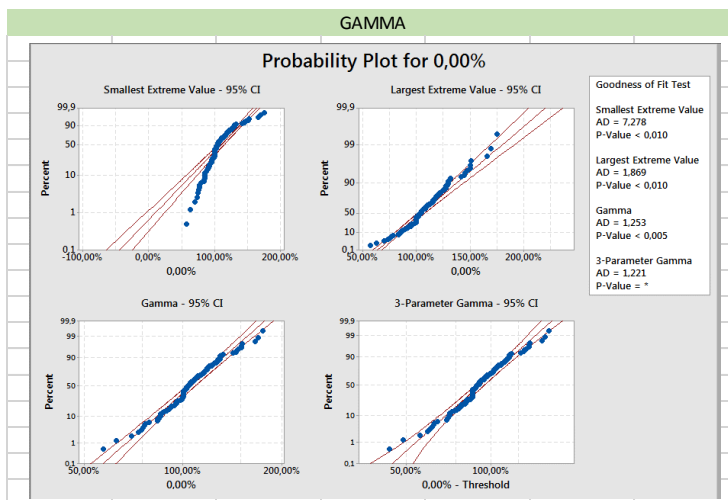 GAMMA
Probability Plot for 0,00%
Smallest Extreme Value - 95% CI
99,9
90
50
10
1
0,1
Percent
-100,00%
0,00%
100,00%
200,00%
0,00%
Largest Extreme Value - 95% CI
99,9
99
90
50
10
0,1
Percent
50,00%
100,00%
150,00%
200,00%
0,00%
Gamma - 95% CI
99,9
99
90
50
10
1
0,1
Percent
50,00%
100,00%
200,00%
0,00%
3-Parameter Gamma - 95% CI
99,9
99
90
50
10
1
0,1
Percent
50,00%
100,00%
0,00% - Threshold
Goodness of Fit Test
Smallest Extreme Value
AD = 7,278
P-Value < 0,010
Largest Extreme Value
AD = 1,869
P-Value < 0,010
Gamma
AD = 1,253
P-Value < 0,005
3-Parameter Gamma
AD = 1,221
P-Value = *